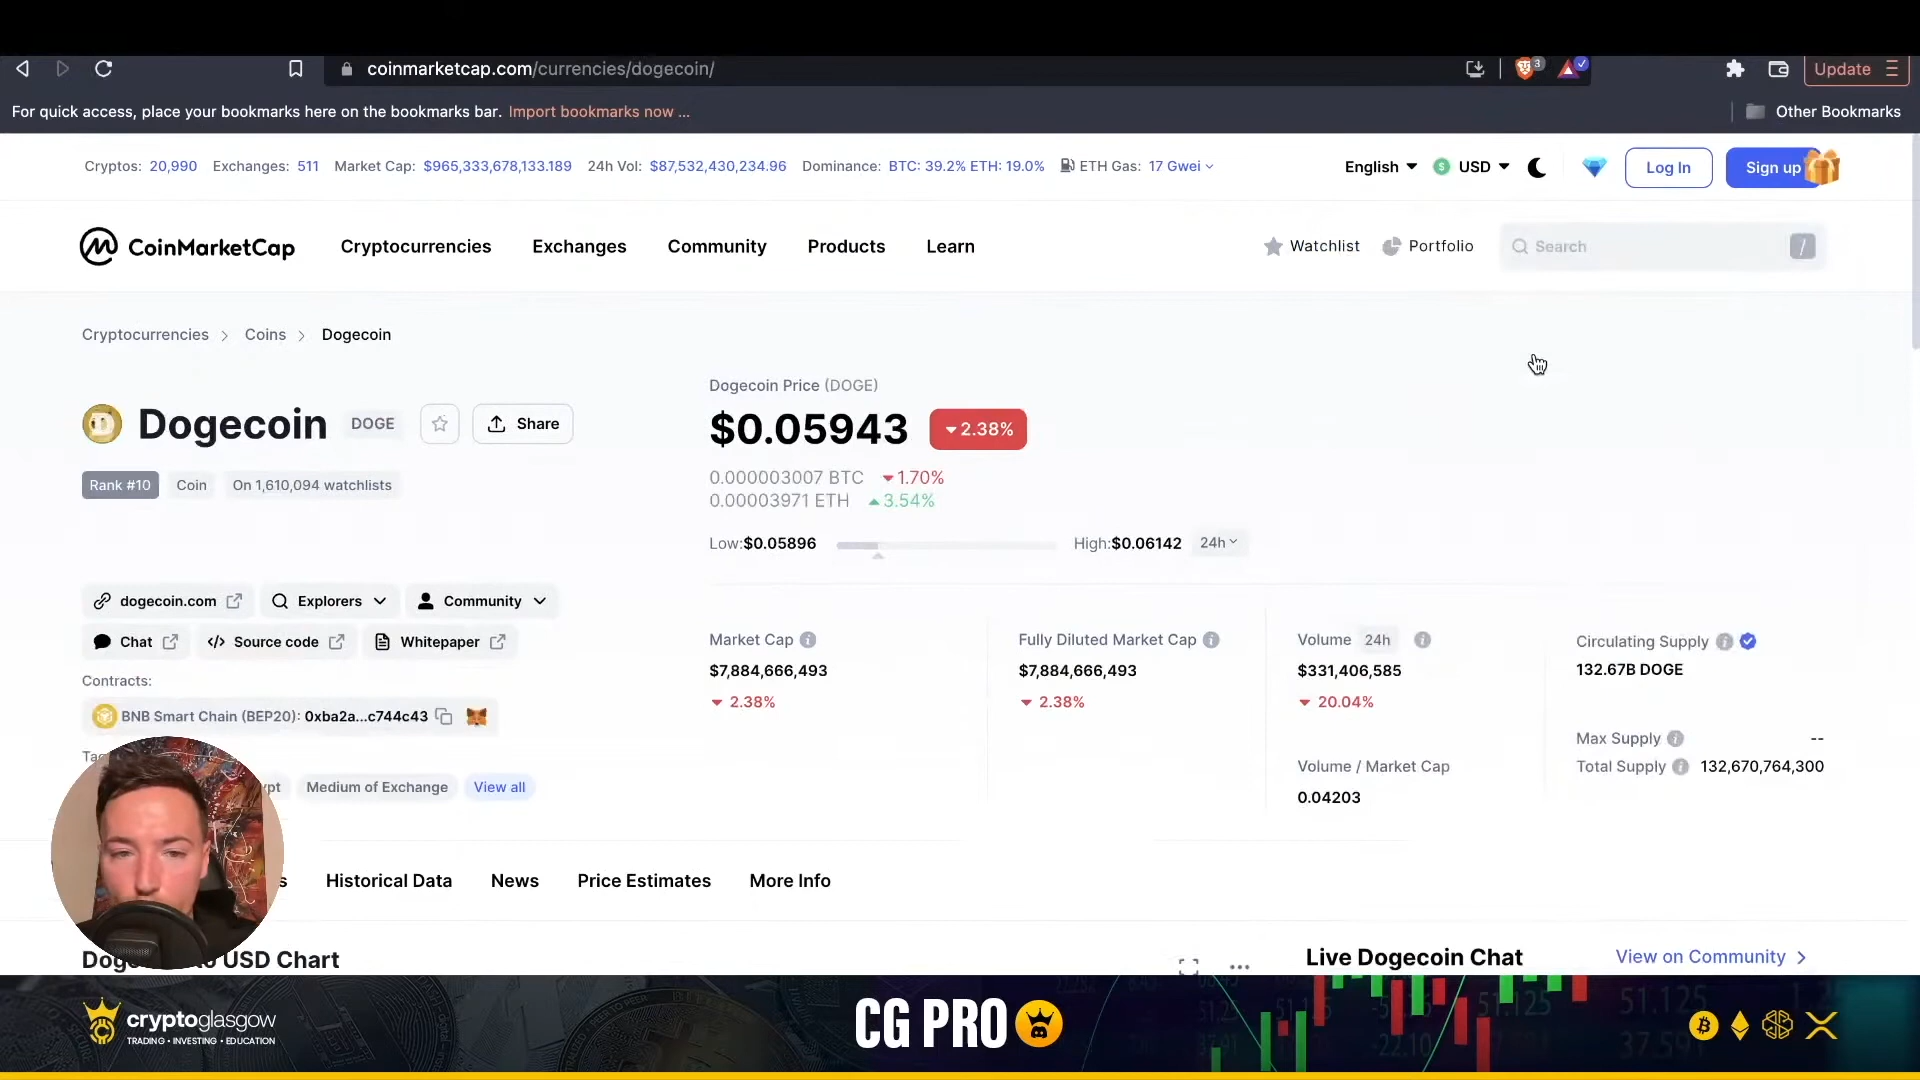 coinmarketcap.com/currencies/dogecoin/
3
Update
For quick access, place your bookmarks here on the bookmarks bar. Import bookmarks now ...
Other Bookmarks
Cryptos: 20,990 Exchanges: 511 Market Cap: $965,333,678,133.189 24h Vol: $87,532,430,234.96 Dominance: BTC: 39.2% ETH: 19.0% ETH Gas: 17 Gwei
English
USD
Log In
Sign up
CoinMarketCap
Cryptocurrencies Exchanges Community Products Learn
Watchlist Portfolio
Search /
Cryptocurrencies > Coins > Dogecoin
Dogecoin DOGE Share
Rank #10 Coin On 1,610,094 watchlists
Dogecoin Price (DOGE)
$0.05943 2.38%
0.000003007 BTC 1.70%
0.00003971 ETH 3.54%
Low:$0.05896 High:$0.06142 24h
dogecoin.com Explorers Community
Chat Source code Whitepaper
Contracts:
BNB Smart Chain (BEP20): 0xba2a...c744c43
Medium of Exchange View all
Market Cap
$7,884,666,493
2.38%
Fully Diluted Market Cap
$7,884,666,493
2.38%
Volume 24h
$331,406,585
20.04%
Volume / Market Cap
0.04203
Circulating Supply
132.67B DOGE
Max Supply --
Total Supply 132,670,764,300
Historical Data News Price Estimates More Info
USD Chart
Live Dogecoin Chat
View on Community
cryptoglasgow
TRADING • INVESTING • EDUCATION
CG PRO
51.125
51.125
-22.10
37.591